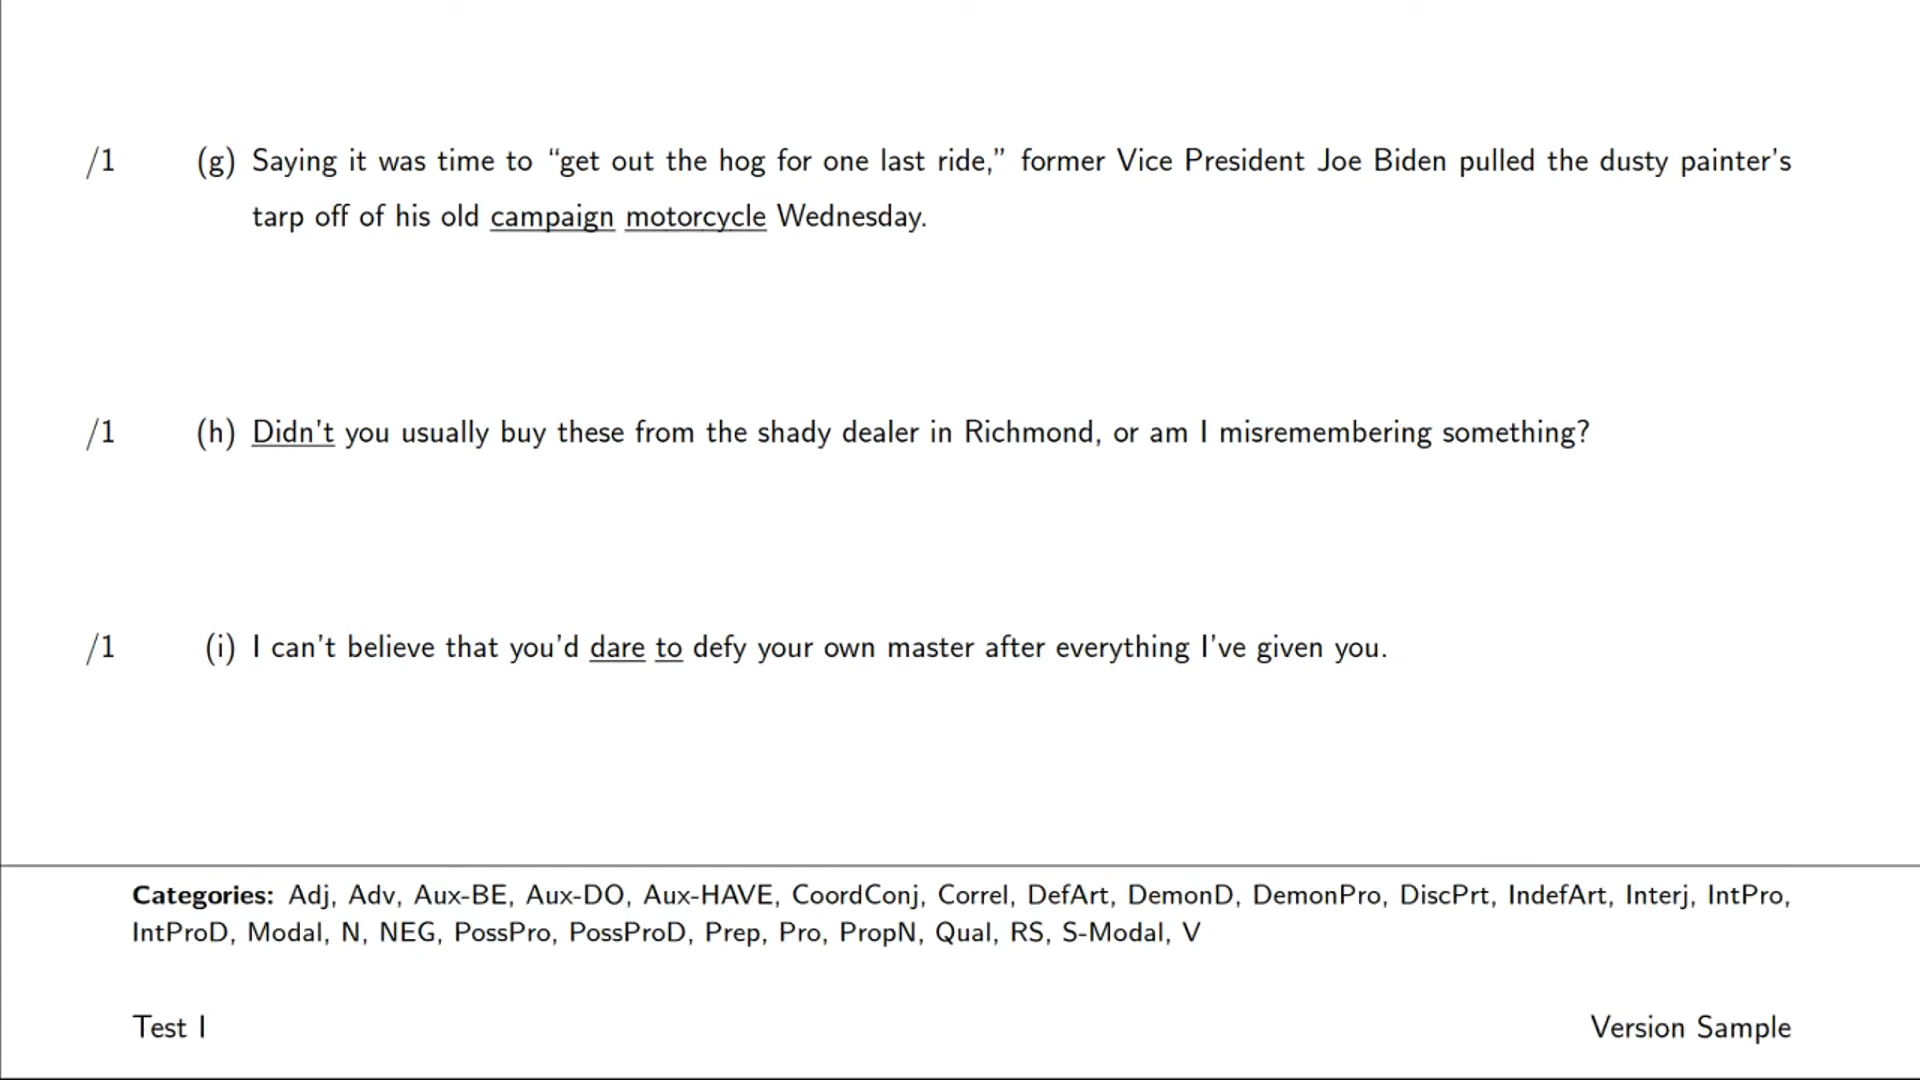 /1 (g) Saying it was time to “get out the hog for one last ride,” former Vice President Joe Biden pulled the dusty painter’s
tarp off of his old campaign motorcycle Wednesday.
/1 (h) Didn’t you usually buy these from the shady dealer in Richmond, or am I misremembering something?
/1 (i) I can’t believe that you’d dare to defy your own master after everything I’ve given you.
Categories: Adj, Adv, Aux-BE, Aux-DO, Aux-HAVE, CoordConj, Correl, DefArt, DemonD, DemonPro, DiscPrt, IndefArt, Interj, IntPro,
IntProD, Modal, N, NEG, PossPro, PossProD, Prep, Pro, PropN, Qual, RS, S-Modal, V
Test I Version Sample